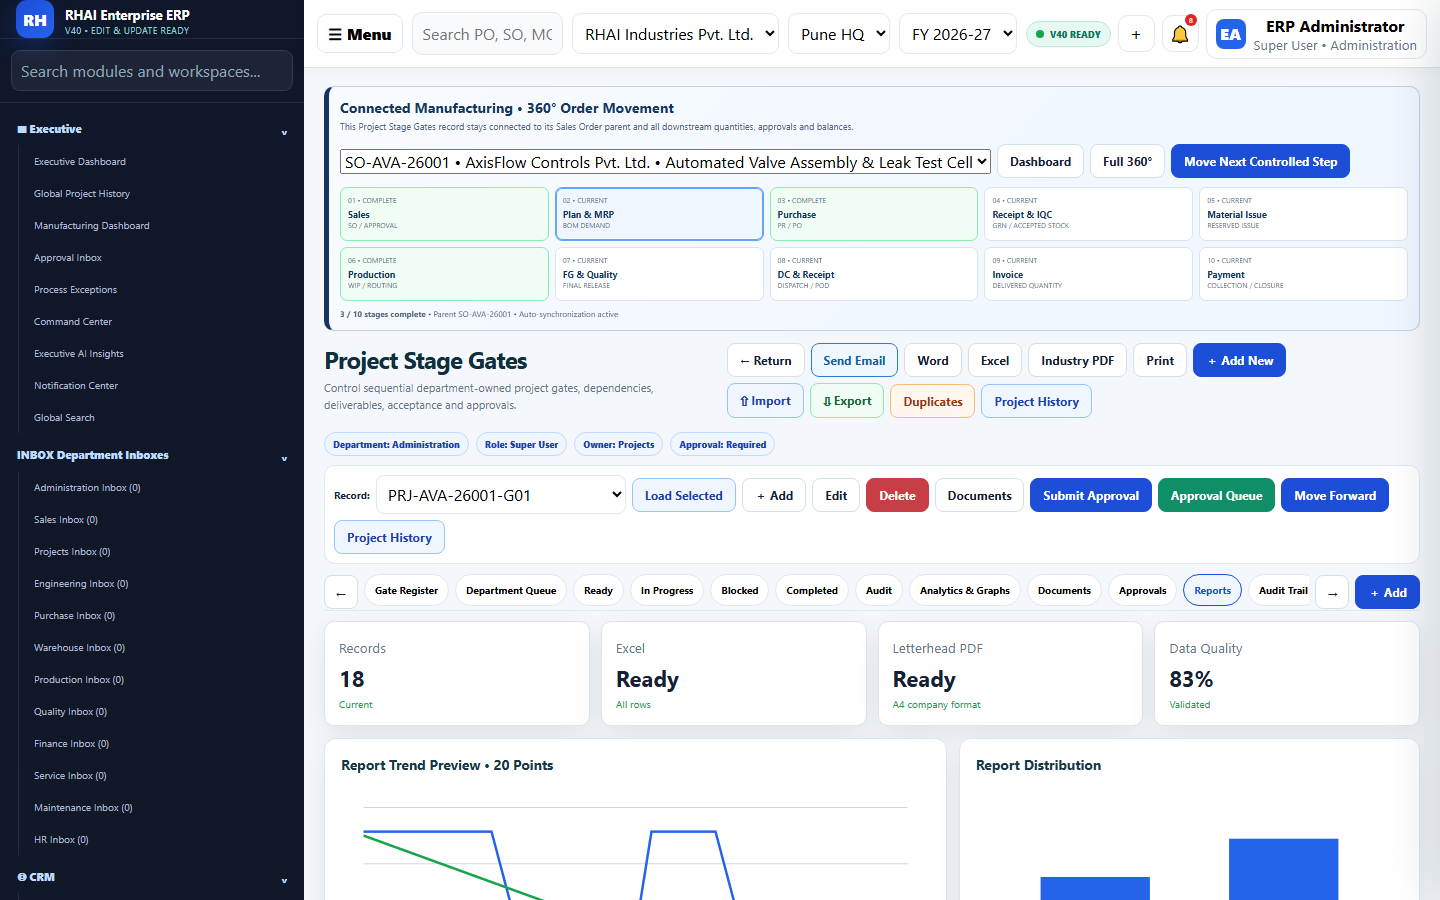 RH
RHAI Enterprise ERP
V40 • EDIT & UPDATE READY
Search modules and workspaces...
Executive
Executive Dashboard
Global Project History
Manufacturing Dashboard
Approval Inbox
Process Exceptions
Command Center
Executive AI Insights
Notification Center
Global Search
INBOX Department Inboxes
Administration Inbox (0)
Sales Inbox (0)
Projects Inbox (0)
Engineering Inbox (0)
Purchase Inbox (0)
Warehouse Inbox (0)
Production Inbox (0)
Quality Inbox (0)
Finance Inbox (0)
Service Inbox (0)
Maintenance Inbox (0)
HR Inbox (0)
CRM
☰ Menu
Search PO, SO, MC
RHAI Industries Pvt. Ltd.
Pune HQ
FY 2026-27
V40 READY
+
8
EA
ERP Administrator
Super User • Administration
Connected Manufacturing • 360° Order Movement
This Project Stage Gates record stays connected to its Sales Order parent and all downstream quantities, approvals and balances.
SO-AVA-26001 • AxisFlow Controls Pvt. Ltd. • Automated Valve Assembly & Leak Test Cell
Dashboard
Full 360°
Move Next Controlled Step
01 • COMPLETE
Sales
SO / APPROVAL
02 • CURRENT
Plan & MRP
BOM DEMAND
03 • COMPLETE
Purchase
PR / PO
04 • CURRENT
Receipt & IQC
GRN / ACCEPTED STOCK
05 • CURRENT
Material Issue
RESERVED ISSUE
06 • COMPLETE
Production
WIP / ROUTING
07 • CURRENT
FG & Quality
FINAL RELEASE
08 • CURRENT
DC & Receipt
DISPATCH / POD
09 • CURRENT
Invoice
DELIVERED QUANTITY
10 • CURRENT
Payment
COLLECTION / CLOSURE
3 / 10 stages complete • Parent SO-AVA-26001 • Auto-synchronization active
Project Stage Gates
Control sequential department-owned project gates, dependencies,
deliverables, acceptance and approvals.
← Return
Send Email
Word
Excel
Industry PDF
Print
+ Add New
⇧ Import
⇩ Export
Duplicates
Project History
Department: Administration
Role: Super User
Owner: Projects
Approval: Required
Record:
PRJ-AVA-26001-G01
Load Selected
+ Add
Edit
Delete
Documents
Submit Approval
Approval Queue
Move Forward
Project History
←
Gate Register
Department Queue
Ready
In Progress
Blocked
Completed
Audit
Analytics & Graphs
Documents
Approvals
Reports
Audit Trail
→
+ Add
Records
18
Current
Excel
Ready
All rows
Letterhead PDF
Ready
A4 company format
Data Quality
83%
Validated
Report Trend Preview • 20 Points
Report Distribution